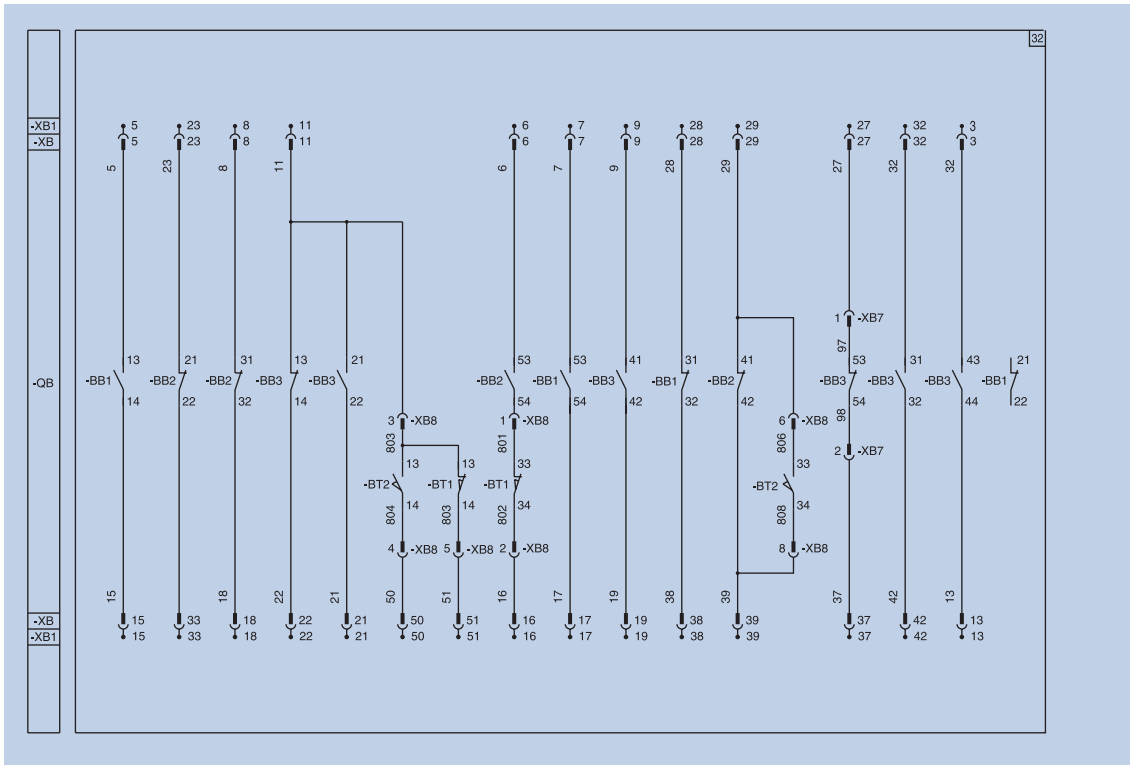 32
-XB1 5 23 8 11 6 7 9 28 29 27 32 3
-XB 5 23 8 11 6 7 9 28 29 27 32 3
5 23 8 11 6 7 9 28 29 27 32 32
1 -XB7
97
13 21 31 13 21 53 53 41 31 41 53 31 43 21
-QB -BB1 -BB2 -BB2 -BB3 -BB3 -BB2 -BB1 -BB3 -BB1 -BB2 -BB3 -BB3 -BB3 -BB1
14 22 32 14 22 54 54 42 32 42 54 32 44 22
98
3 -XB8 1 -XB8 6 -XB8
803 801 806
2 -XB7
13 13 33 33
-BT2 -BT1 -BT1 -BT2
14 14 34 34
804 803 802 808
4 -XB8 5 -XB8 2 -XB8 8 -XB8
15 18 22 21 50 51 16 17 19 38 39 37 42 13
-XB 15 33 18 22 21 50 51 16 17 19 38 39 37 42 13
-XB1 15 33 18 22 21 50 51 16 17 19 38 39 37 42 13